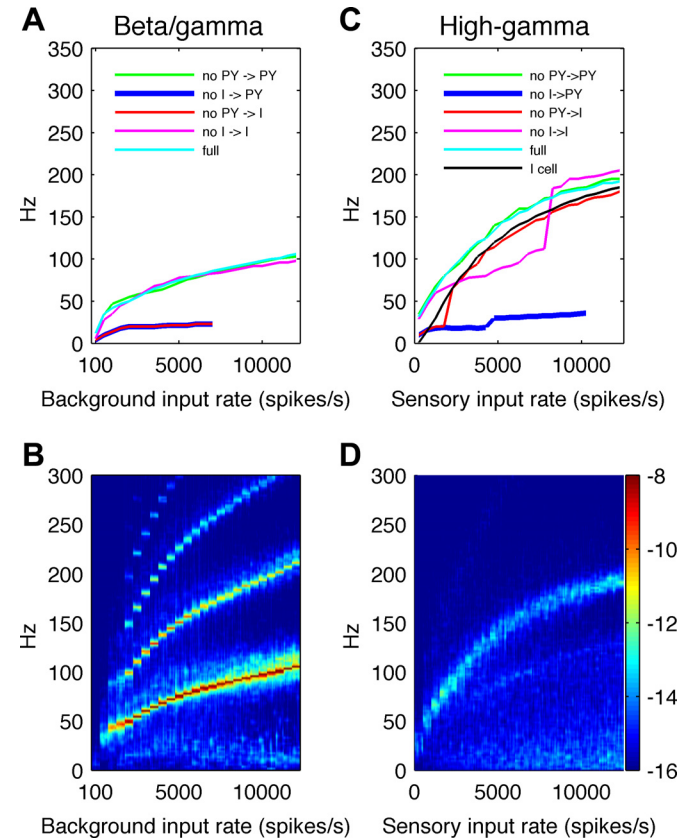 A
Beta/gamma
350
300
250
200
150
100
50
0
Hz
no PY -> PY
no I -> PY
no PY -> I
no I -> I
full
100
5000
10000
Background input rate (spikes/s)
C
High-gamma
350
300
250
200
150
100
50
0
Hz
no PY->PY
no I->PY
no PY->I
no I->I
full
I cell
0
5000
10000
Sensory input rate (spikes/s)
B
300
250
200
150
100
50
0
Hz
100
5000
10000
Background input rate (spikes/s)
D
300
250
200
150
100
50
0
Hz
0
5000
10000
Sensory input rate (spikes/s)
-8
-10
-12
-14
-16